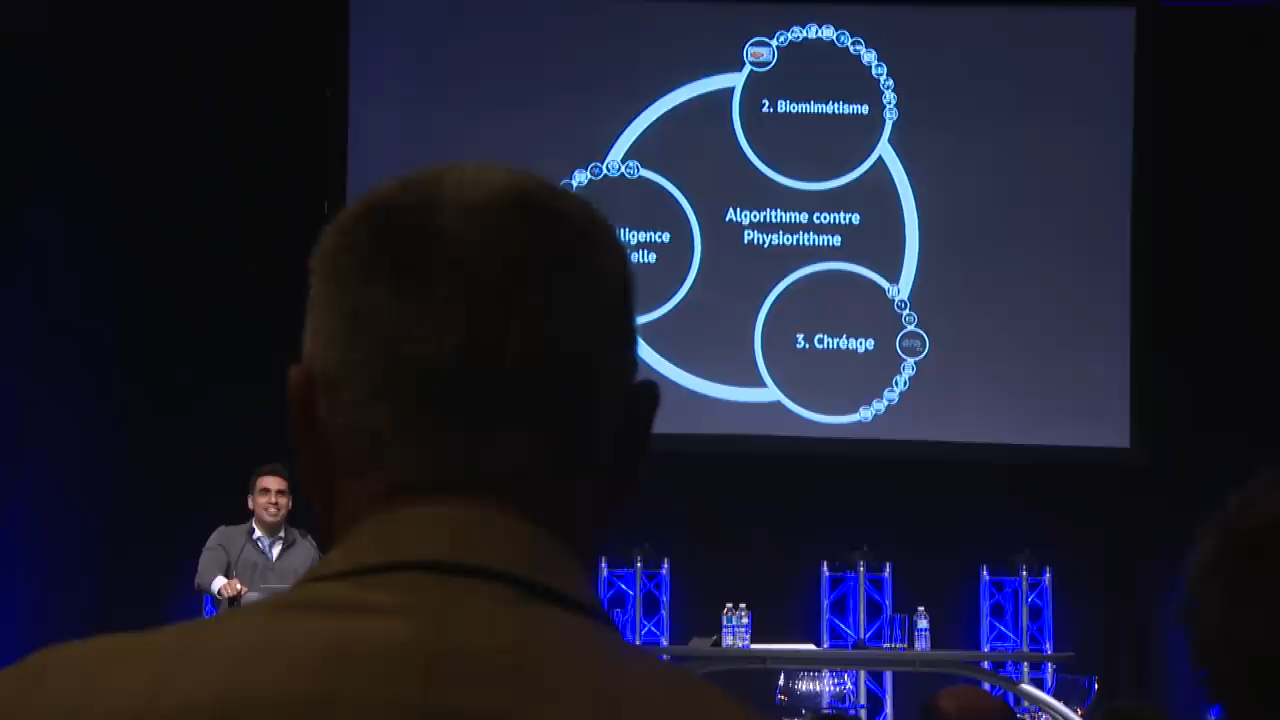 2. Biomimétisme
Algorithme contre
Physiorithme
3. Chréage